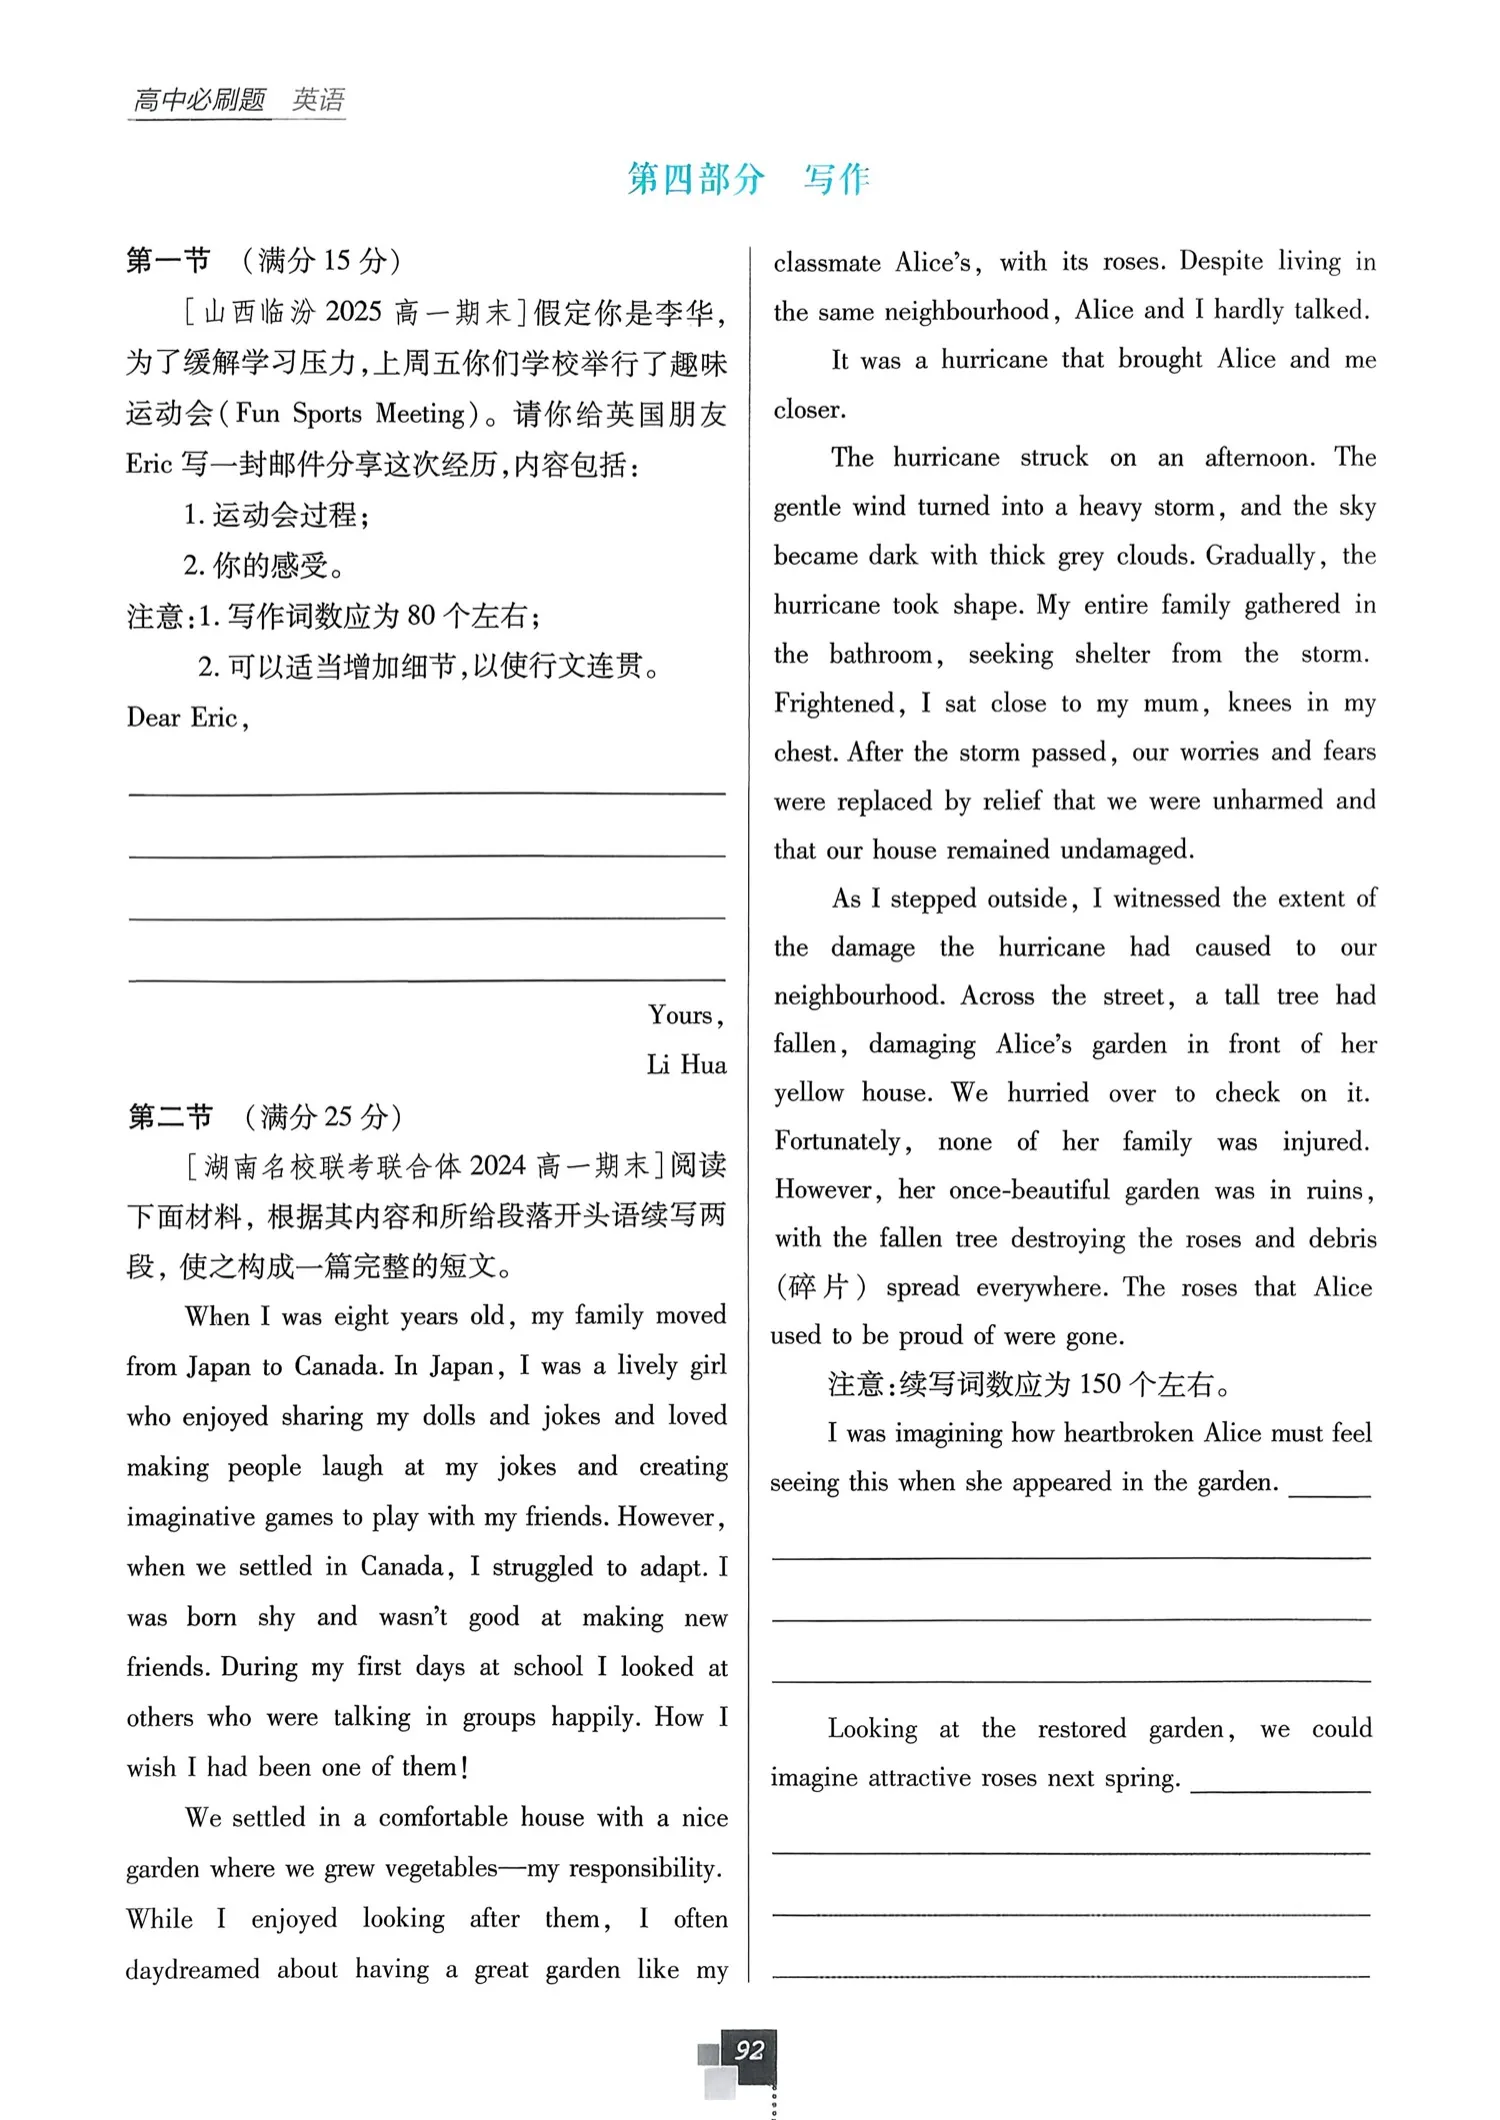 高中必刷题 英语
第四部分 写作
第一节 （满分 15 分）
[山西临汾 2025 高一期末]假定你是李华，
为了缓解学习压力，上周五你们学校举行了趣味
运动会（Fun Sports Meeting）。请你给英国朋友
Eric 写一封邮件分享这次经历，内容包括：
1. 运动会过程；
2. 你的感受。
注意：1. 写作词数应为 80 个左右；
2. 可以适当增加细节，以使行文连贯。
Dear Eric,
Yours,
Li Hua
第二节 （满分 25 分）
[湖南名校联考联合体 2024 高一期末]阅读
下面材料，根据其内容和所给段落开头语续写两
段，使之构成一篇完整的短文。
When I was eight years old, my family moved
from Japan to Canada. In Japan, I was a lively girl
who enjoyed sharing my dolls and jokes and loved
making people laugh at my jokes and creating
imaginative games to play with my friends. However,
when we settled in Canada, I struggled to adapt. I
was born shy and wasn't good at making new
friends. During my first days at school I looked at
others who were talking in groups happily. How I
wish I had been one of them!
We settled in a comfortable house with a nice
garden where we grew vegetables—my responsibility.
While I enjoyed looking after them, I often
daydreamed about having a great garden like my
classmate Alice's, with its roses. Despite living in
the same neighbourhood, Alice and I hardly talked.
It was a hurricane that brought Alice and me
closer.
The hurricane struck on an afternoon. The
gentle wind turned into a heavy storm, and the sky
became dark with thick grey clouds. Gradually, the
hurricane took shape. My entire family gathered in
the bathroom, seeking shelter from the storm.
Frightened, I sat close to my mum, knees in my
chest. After the storm passed, our worries and fears
were replaced by relief that we were unharmed and
that our house remained undamaged.
As I stepped outside, I witnessed the extent of
the damage the hurricane had caused to our
neighbourhood. Across the street, a tall tree had
fallen, damaging Alice's garden in front of her
yellow house. We hurried over to check on it.
Fortunately, none of her family was injured.
However, her once-beautiful garden was in ruins,
with the fallen tree destroying the roses and debris
（碎片） spread everywhere. The roses that Alice
used to be proud of were gone.
注意：续写词数应为 150 个左右。
I was imagining how heartbroken Alice must feel
seeing this when she appeared in the garden.
Looking at the restored garden, we could
imagine attractive roses next spring.
92